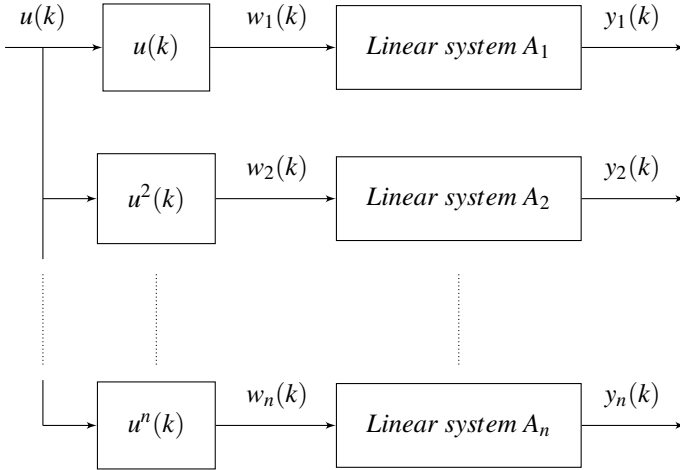 u(k)
u(k)
w₁(k)
Linear system A₁
y₁(k)
u²(k)
w₂(k)
Linear system A₂
y₂(k)
uⁿ(k)
wₙ(k)
Linear system Aₙ
yₙ(k)